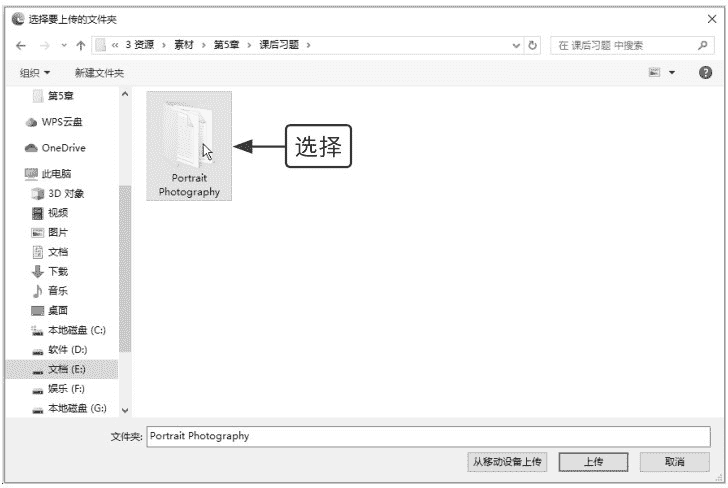 选择要上传的文件夹
« 3 资源 › 素材 › 第5章 › 课后习题 ›
在 课后习题 中搜索
组织 新建文件夹
第5章
WPS云盘
OneDrive
此电脑
3D 对象
视频
图片
文档
下载
音乐
桌面
本地磁盘 (C:)
软件 (D:)
文档 (E:)
娱乐 (F:)
本地磁盘 (G:)
Portrait
Photography
选择
文件夹: Portrait Photography
从移动设备上传 上传 取消